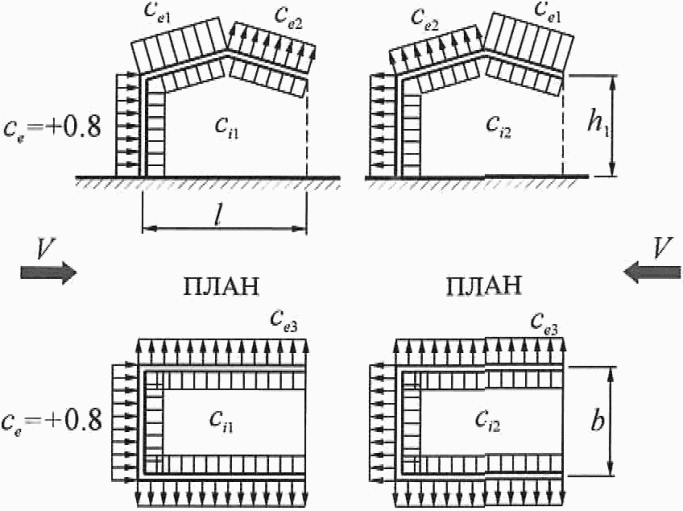 c_e1
c_e2
c_e2
c_e1
c_e=+0.8
c_i1
c_i2
h_1
l
V
V
ПЛАН
ПЛАН
c_e3
c_e3
c_e=+0.8
c_i1
c_i2
b